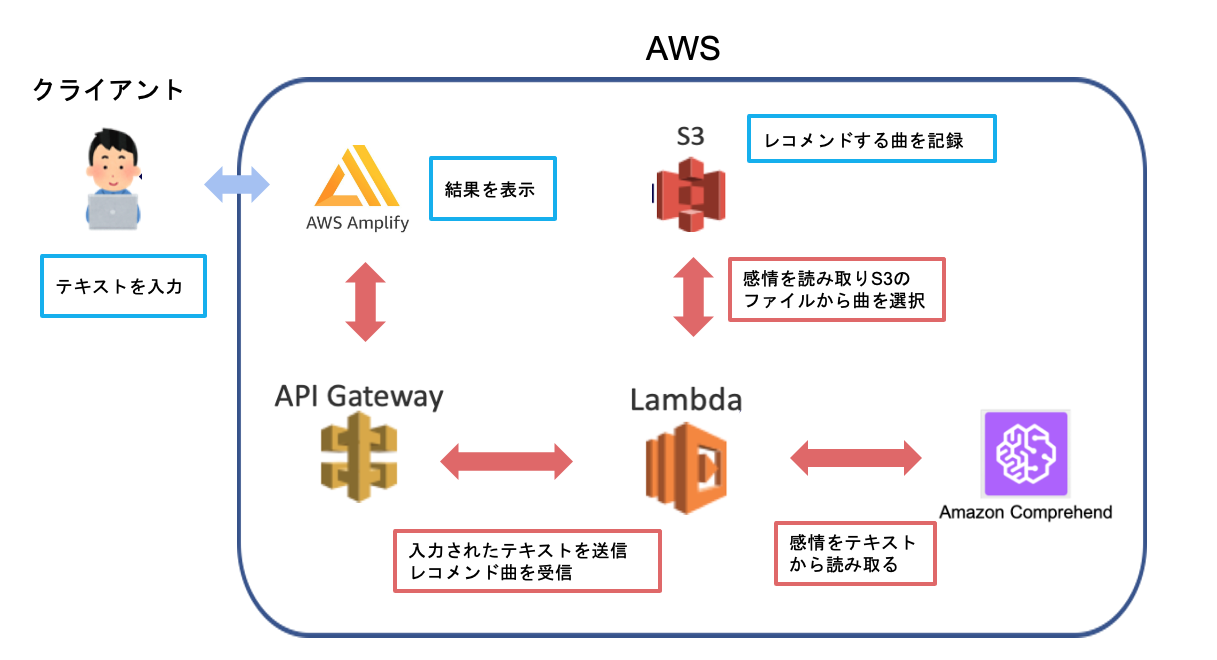 AWS
クライアント
S3
レコメンドする曲を記録
結果を表示
AWS Amplify
テキストを入力
感情を読み取りS3の
ファイルから曲を選択
API Gateway
Lambda
Amazon Comprehend
入力されたテキストを送信
レコメンド曲を受信
感情をテキスト
から読み取る